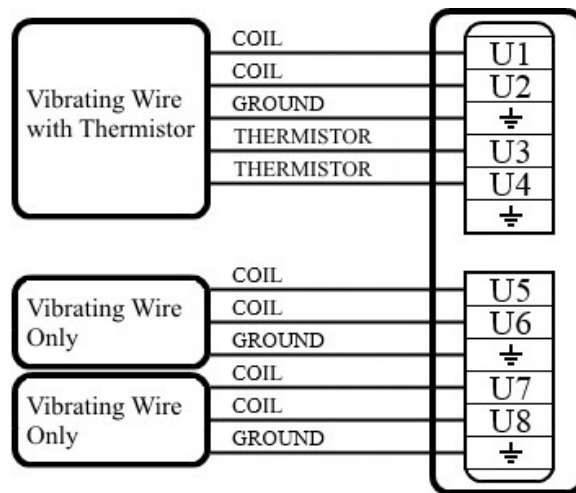 Vibrating Wire
with Thermistor
COIL
COIL
GROUND
THERMISTOR
THERMISTOR
U1
U2
U3
U4
Vibrating Wire
Only
COIL
COIL
GROUND
Vibrating Wire
Only
COIL
COIL
GROUND
U5
U6
U7
U8